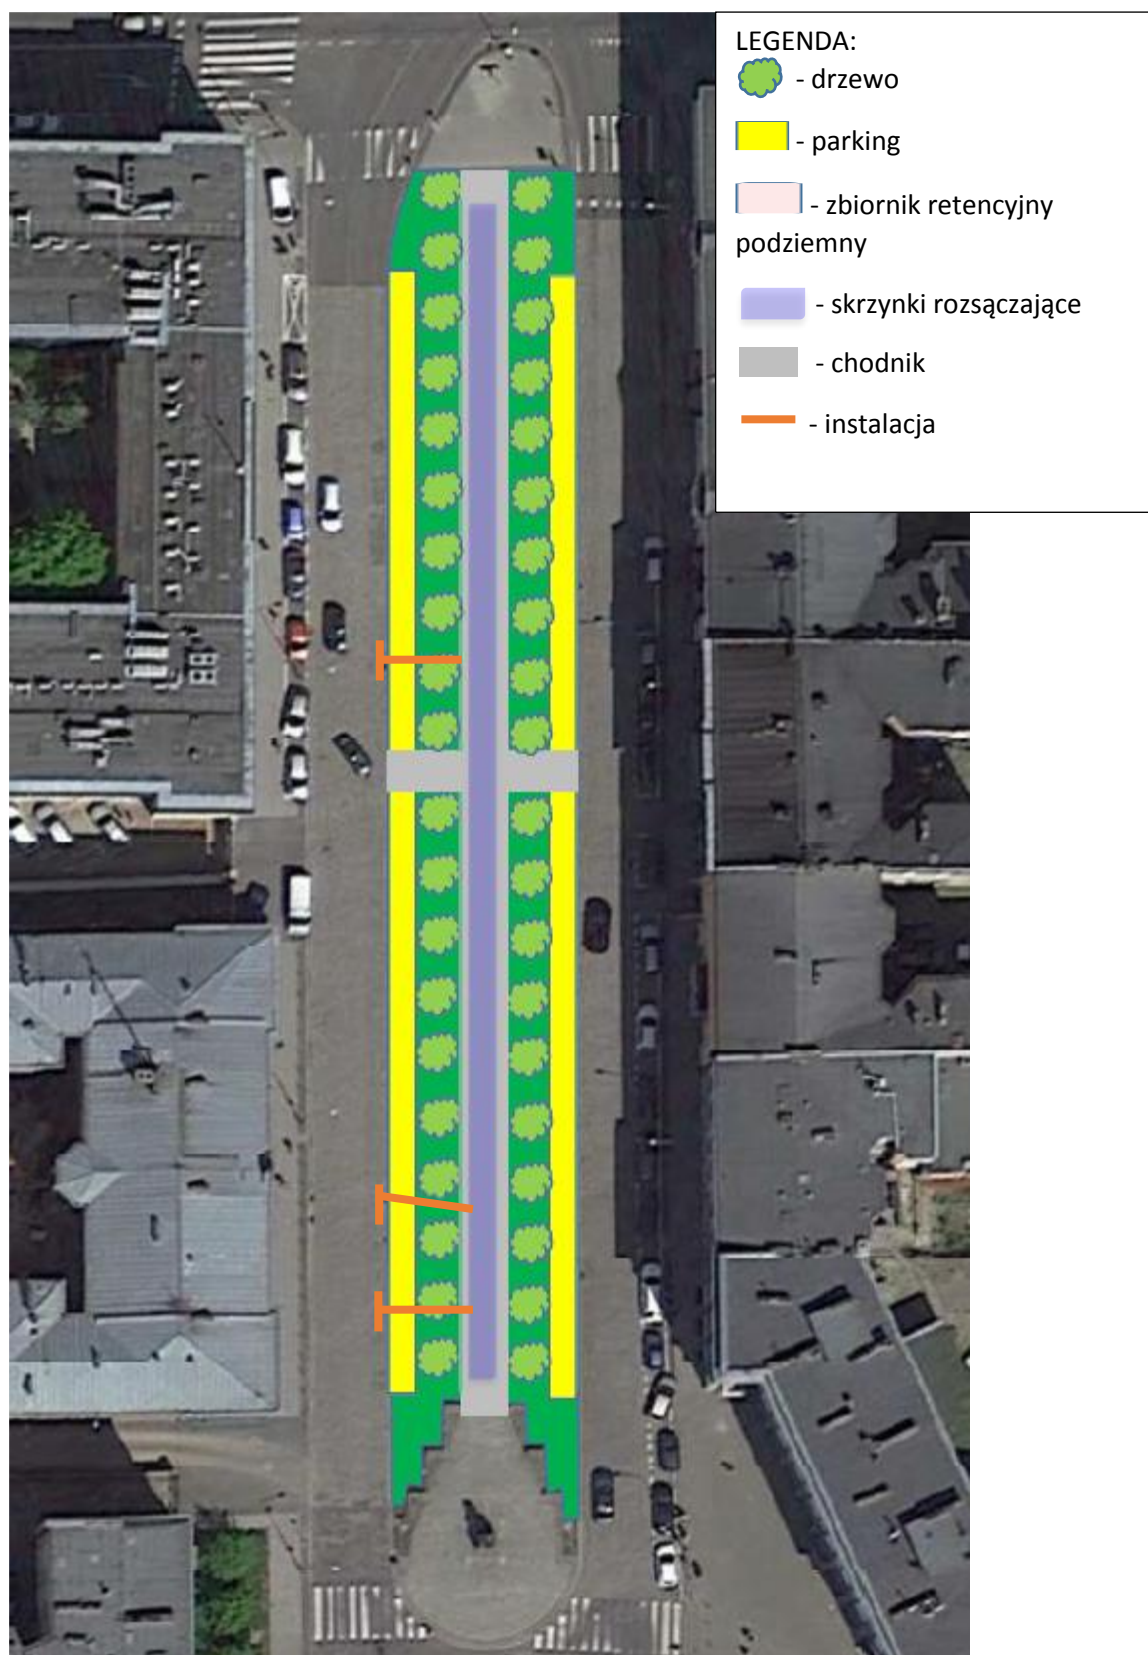 LEGENDA:
- drzewo
- parking
- zbiornik retencyjny
podziemny
- skrzynki rozsączające
- chodnik
- instalacja